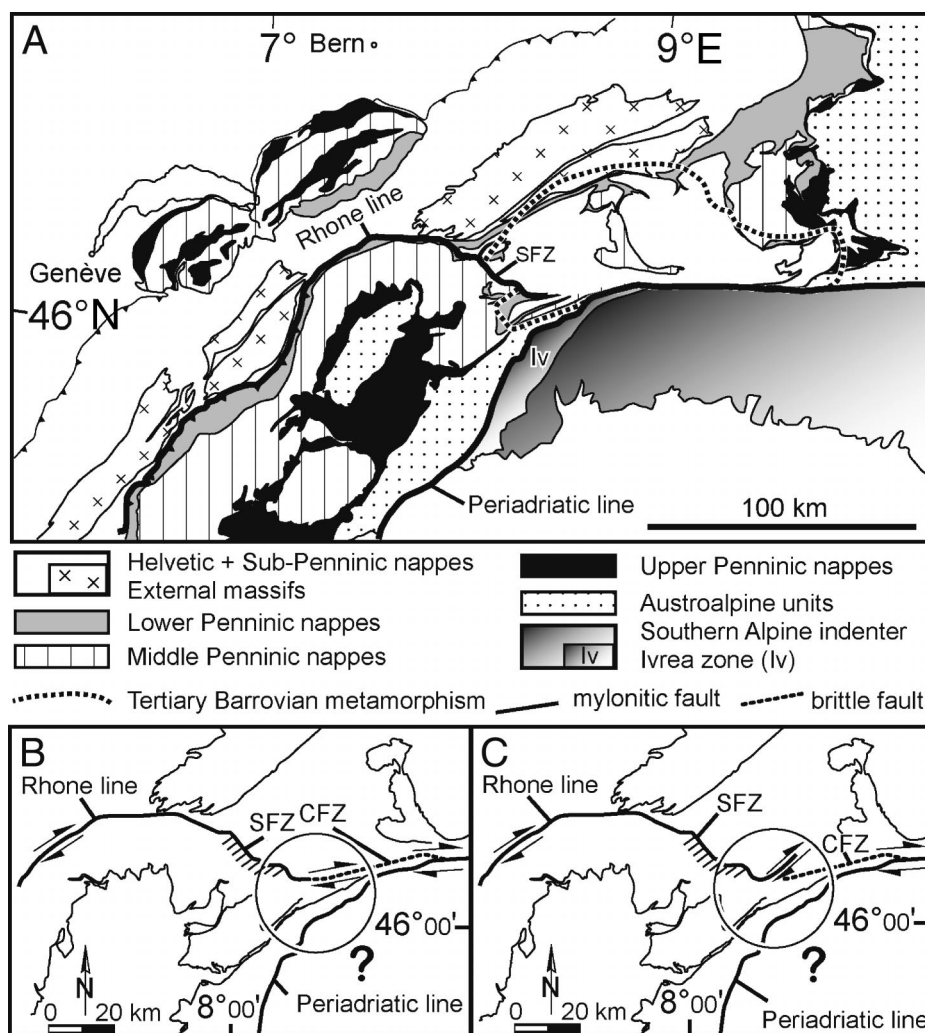 A
7° Bern
9°E
Rhone line
SFZ
Genève
46°N
Iv
Periadriatic line
100 km
Helvetic + Sub-Penninic nappes
External massifs
Lower Penninic nappes
Middle Penninic nappes
Upper Penninic nappes
Austroalpine units
Southern Alpine indenter
Iv
Ivrea zone (Iv)
Tertiary Barrovian metamorphism
mylonitic fault
brittle fault
B
Rhone line
SFZ
CFZ
46°00'
?
N
0 20 km
8°00'
Periadriatic line
C
Rhone line
SFZ
CFZ
46°00'
?
N
0 20 km
8°00'
Periadriatic line